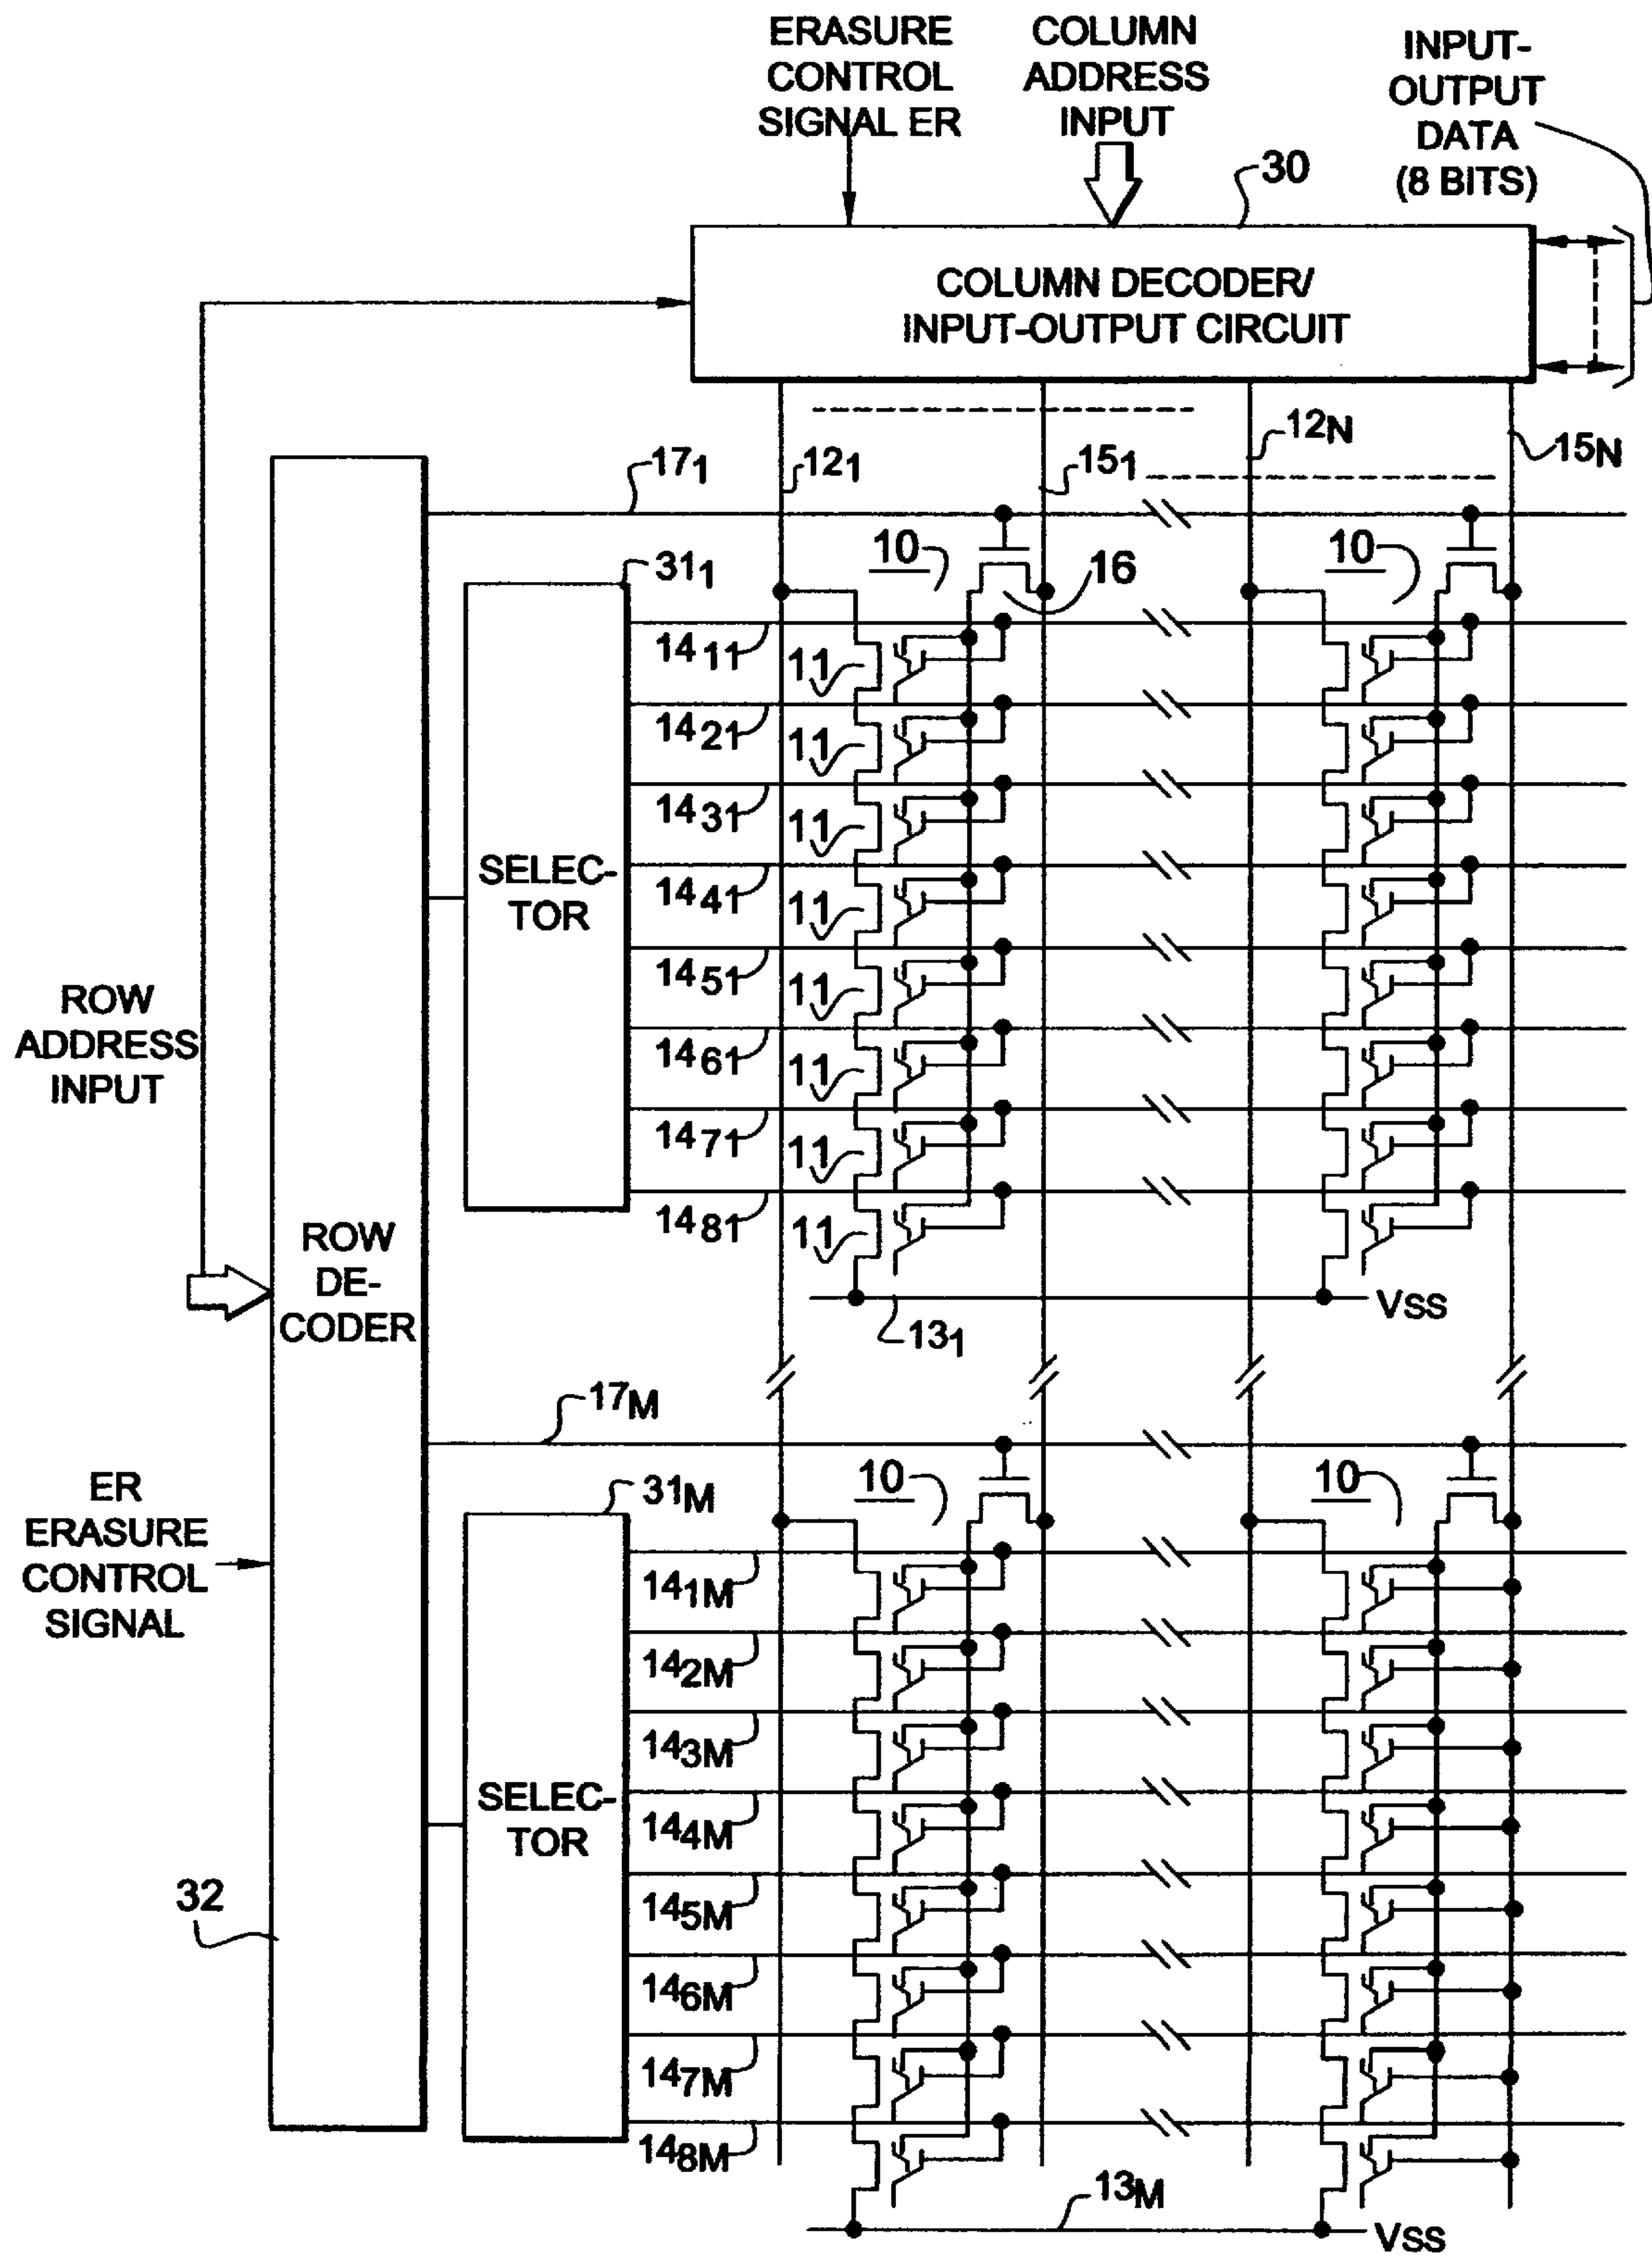 ERASURE
CONTROL
SIGNAL ER
COLUMN
ADDRESS
INPUT
INPUT-
OUTPUT
DATA
(8 BITS)
30
COLUMN DECODER/
INPUT-OUTPUT CIRCUIT
12N
15N
17₁
12₁
15₁
10
10
31₁
16
14₁₁
11
14₂₁
11
14₃₁
11
SELEC-
TOR
14₄₁
11
14₅₁
11
ROW
ADDRESS
INPUT
14₆₁
11
14₇₁
11
14₈₁
11
ROW
DE-
CODER
VSS
13₁
17M
10
10
31M
ER
ERASURE
CONTROL
SIGNAL
14₁M
14₂M
14₃M
SELEC-
TOR
14₄M
32
14₅M
14₆M
14₇M
14₈M
13M
VSS